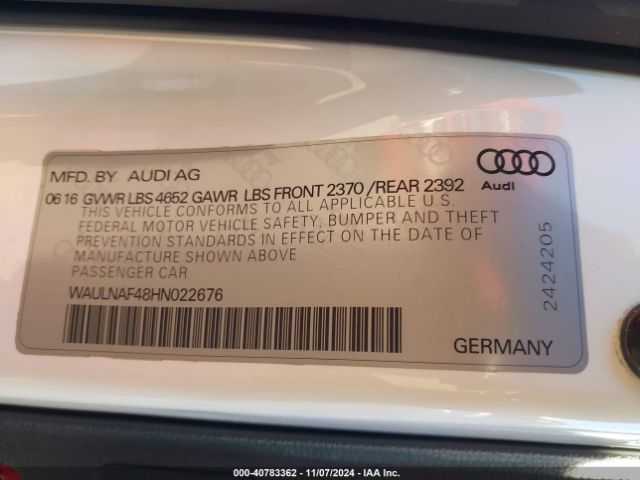 MFD. BY AUDI AG
Audi
06 16 GVWR LBS 4652 GAWR LBS FRONT 2370 /REAR 2392
THIS VEHICLE CONFORMS TO ALL APPLICABLE U.S.
FEDERAL MOTOR VEHICLE SAFETY, BUMPER AND THEFT
PREVENTION STANDARDS IN EFFECT ON THE DATE OF
MANUFACTURE SHOWN ABOVE
PASSENGER CAR
WAULNAF48HN022676
2424205
GERMANY
000-40783362 - 11/07/2024 - IAA Inc.